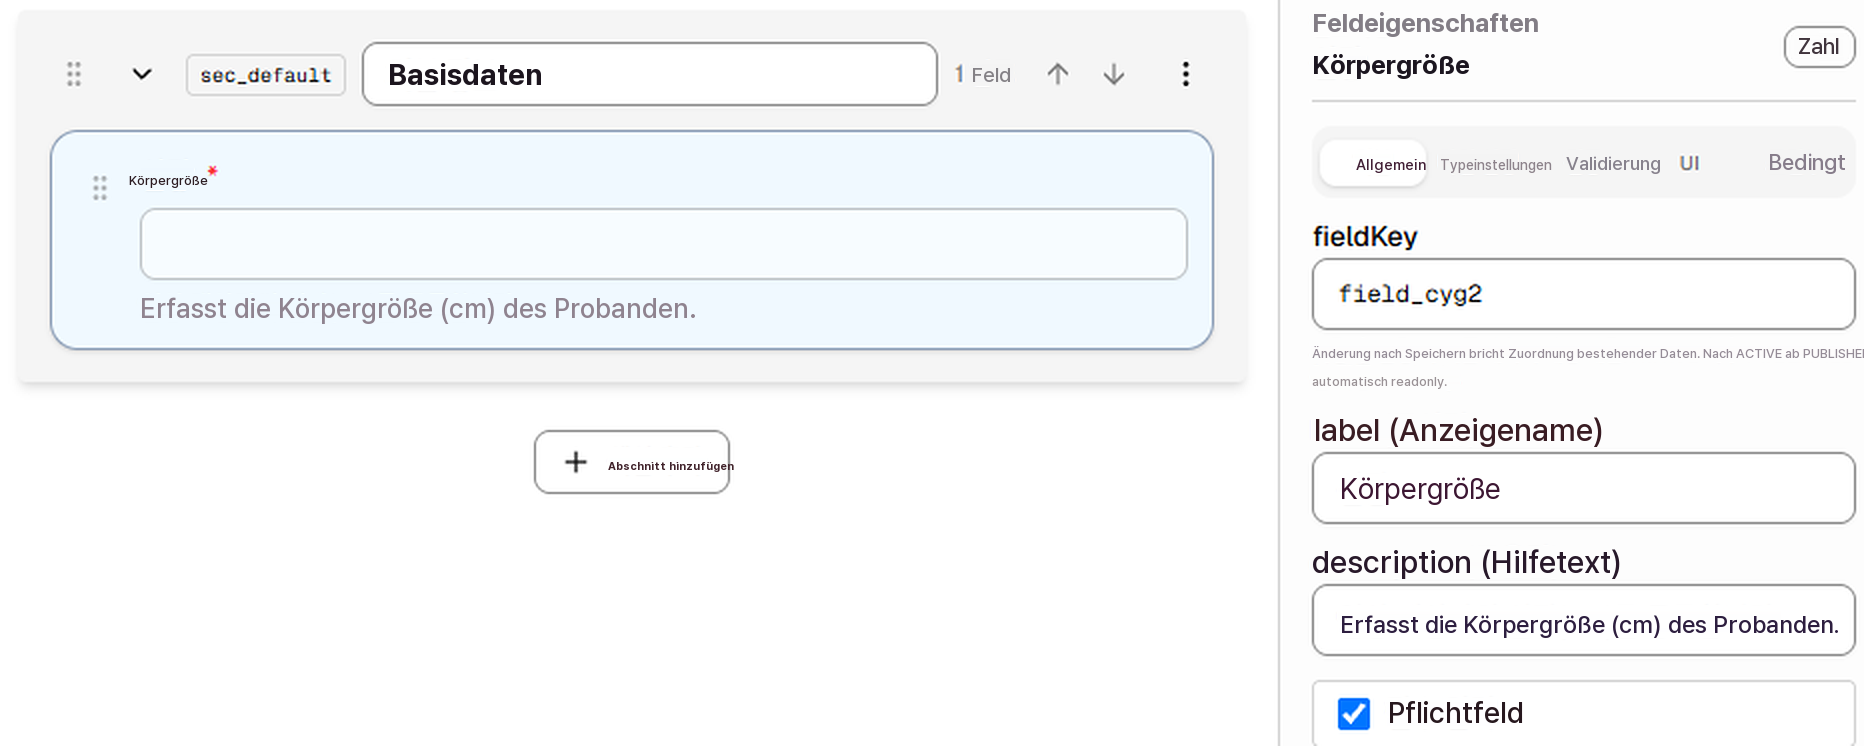 sec_default
Basisdaten
1 Feld
Körpergröße*
Erfasst die Körpergröße (cm) des Probanden.
Abschnitt hinzufügen
Feldeigenschaften
Körpergröße
Zahl
Allgemein Typeinstellungen Validierung UI Bedingt
fieldKey
field_cyg2
Änderung nach Speichern bricht Zuordnung bestehender Daten. Nach ACTIVE ab PUBLISHE
automatisch readonly.
label (Anzeigename)
Körpergröße
description (Hilfetext)
Erfasst die Körpergröße (cm) des Probanden.
Pflichtfeld